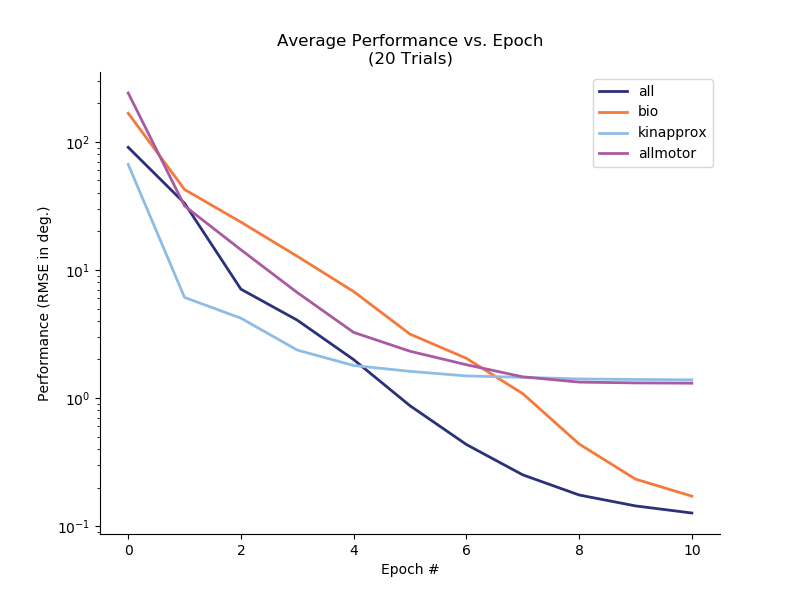 Average Performance vs. Epoch
(20 Trials)
all
bio
kinapprox
allmotor
Performance (RMSE in deg.)
10²
10¹
10⁰
10⁻¹
0 2 4 6 8 10
Epoch #